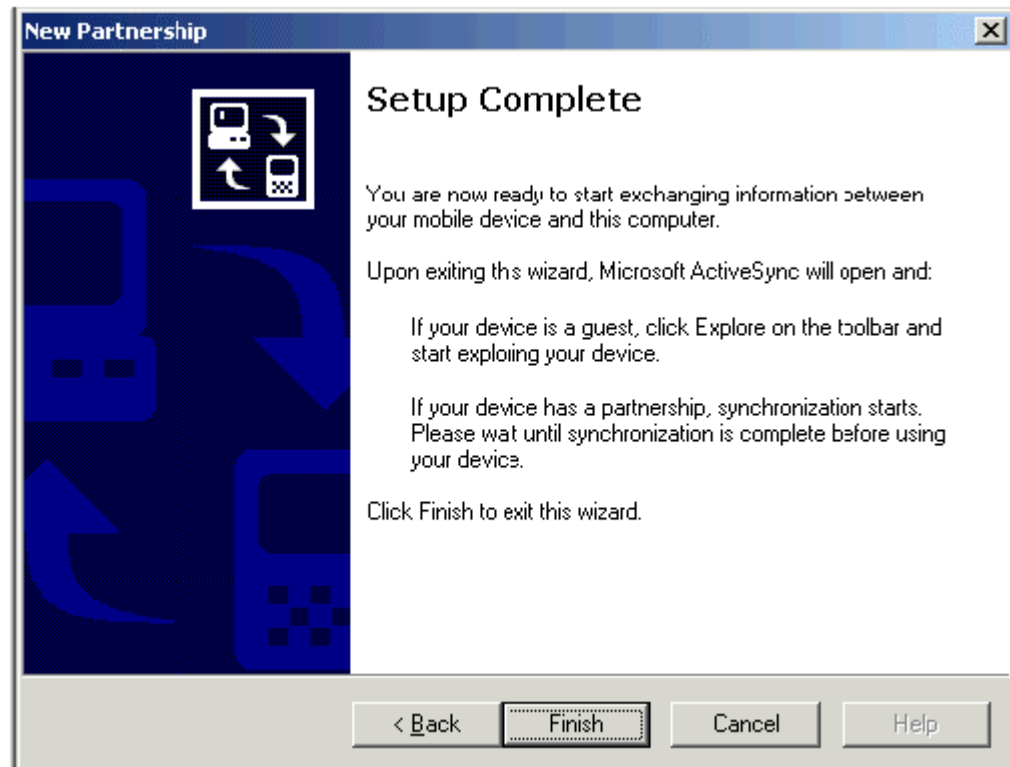 New Partnership
Setup Complete
You are now ready to start exchanging information between
your mobile device and this computer.
Upon exiting this wizard, Microsoft ActiveSync will open and:
If your device is a guest, click Explore on the toolbar and
start exploring your device.
If your device has a partnership, synchronization starts.
Please wait until synchronization is complete before using
your device.
Click Finish to exit this wizard.
< Back
Finish
Cancel
Help